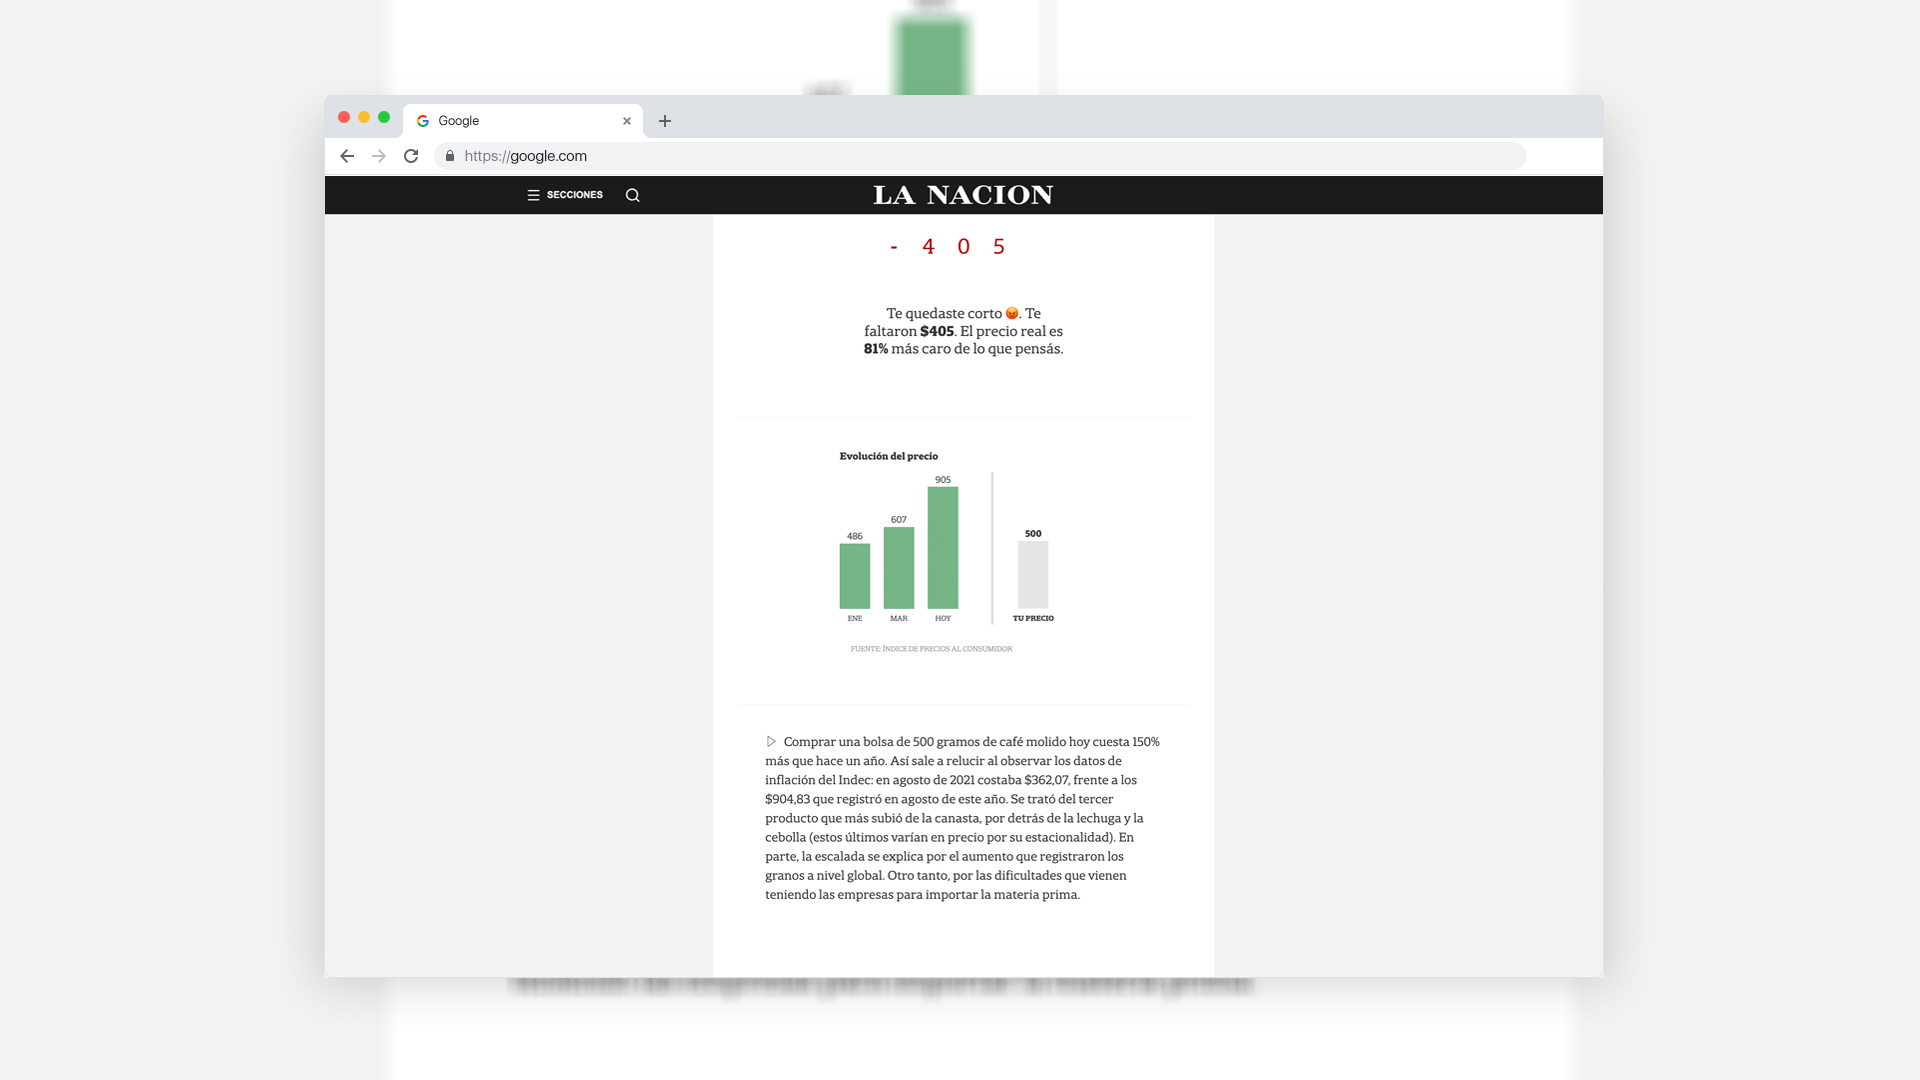 Google
https://google.com
SECCIONES
LA NACION
- 4 0 5
Te quedaste corto 😡. Te
faltaron $405. El precio real es
81% más caro de lo que pensás.
Evolución del precio
905
607
486
500
ENE MAR HOY TU PRECIO
FUENTE: ÍNDICE DE PRECIOS AL CONSUMIDOR
Comprar una bolsa de 500 gramos de café molido hoy cuesta 150%
más que hace un año. Así sale a relucir al observar los datos de
inflación del Indec: en agosto de 2021 costaba $362,07, frente a los
$904,83 que registró en agosto de este año. Se trató del tercer
producto que más subió de la canasta, por detrás de la lechuga y la
cebolla (estos últimos varían en precio por su estacionalidad). En
parte, la escalada se explica por el aumento que registraron los
granos a nivel global. Otro tanto, por las dificultades que vienen
teniendo las empresas para importar la materia prima.